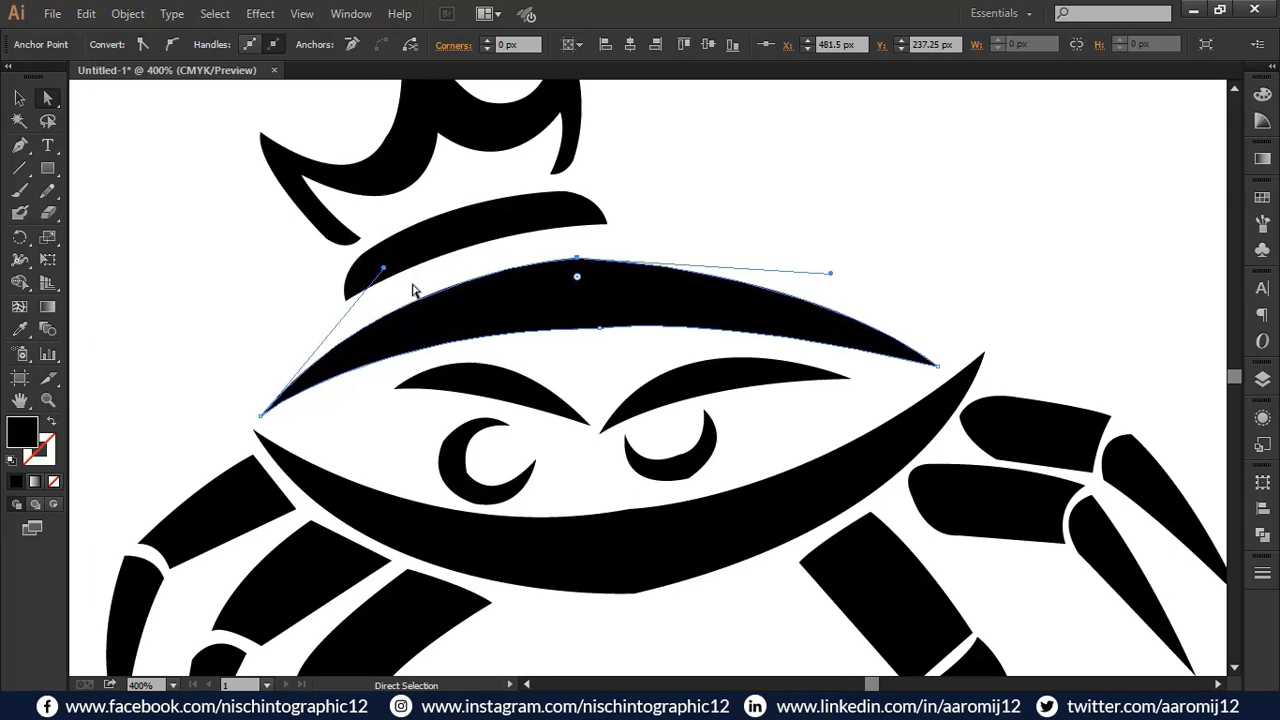 Ai File Edit Object Type Select Effect View Window Help Br Essentials
Anchor Point Convert: Handles: Anchors: Corners: 0 px X: 481.5 px Y: 237.25 px W: 0 px H: 0 px
Untitled-1* @ 400% (CMYK/Preview) ×
400% 1 Direct Selection
www.facebook.com/nischintographic12 www.instagram.com/nischintographic12 www.linkedin.com/in/aaromij12 twitter.com/aaromij12